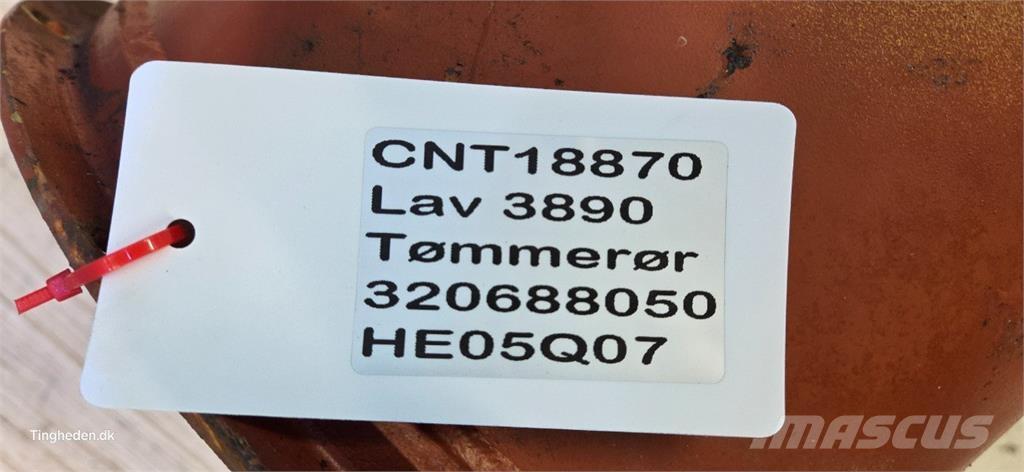 CNT18870
Lav 3890
Tømmerør
320688050
HE05Q07
Tingheden.dk
MASCUS